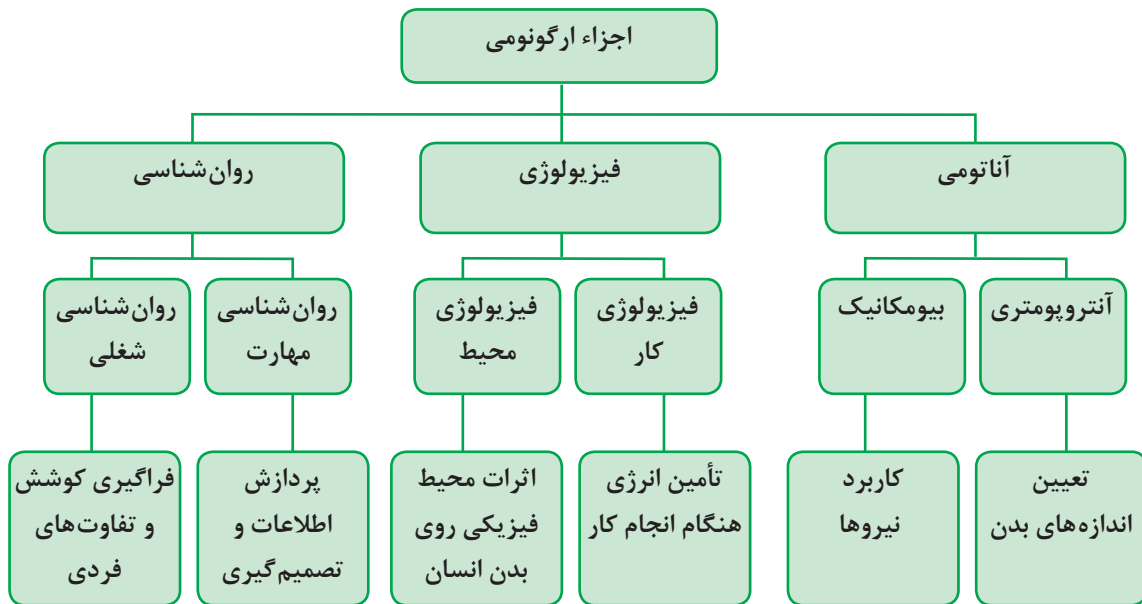 اجزاء ارگونومی
آناتومی
فیزیولوژی
روان‌شناسی
آنتروپومتری
بیومکانیک
فیزیولوژی
کار
فیزیولوژی
محیط
روان‌شناسی
مهارت
روان‌شناسی
شغلی
تعیین
اندازه‌های بدن
کاربرد
نیروها
تأمین انرژی
هنگام انجام کار
اثرات محیط
فیزیکی روی
بدن انسان
پردازش
اطلاعات و
تصمیم‌گیری
فراگیری کوشش
و تفاوت‌های
فردی